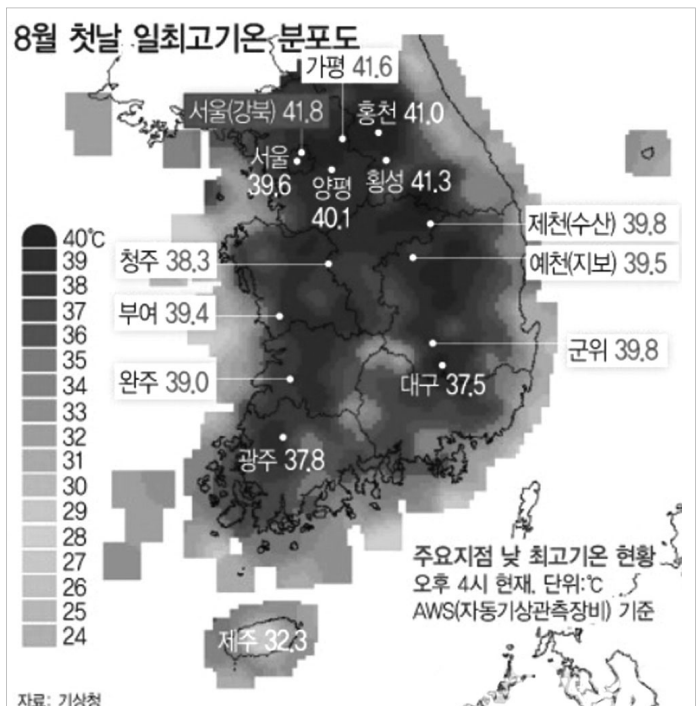 8월 첫날 일최고기온 분포도
가평 41.6
서울(강북) 41.8
홍천 41.0
서울
39.6
양평
40.1
횡성 41.3
제천(수산) 39.8
청주 38.3
예천(지보) 39.5
부여 39.4
군위 39.8
완주 39.0
대구 37.5
광주 37.8
제주 32.3
40℃
39
38
37
36
35
34
33
32
31
30
29
28
27
26
25
24
주요지점 낮 최고기온 현황
오후 4시 현재, 단위:℃
AWS(자동기상관측장비) 기준
자료: 기상청